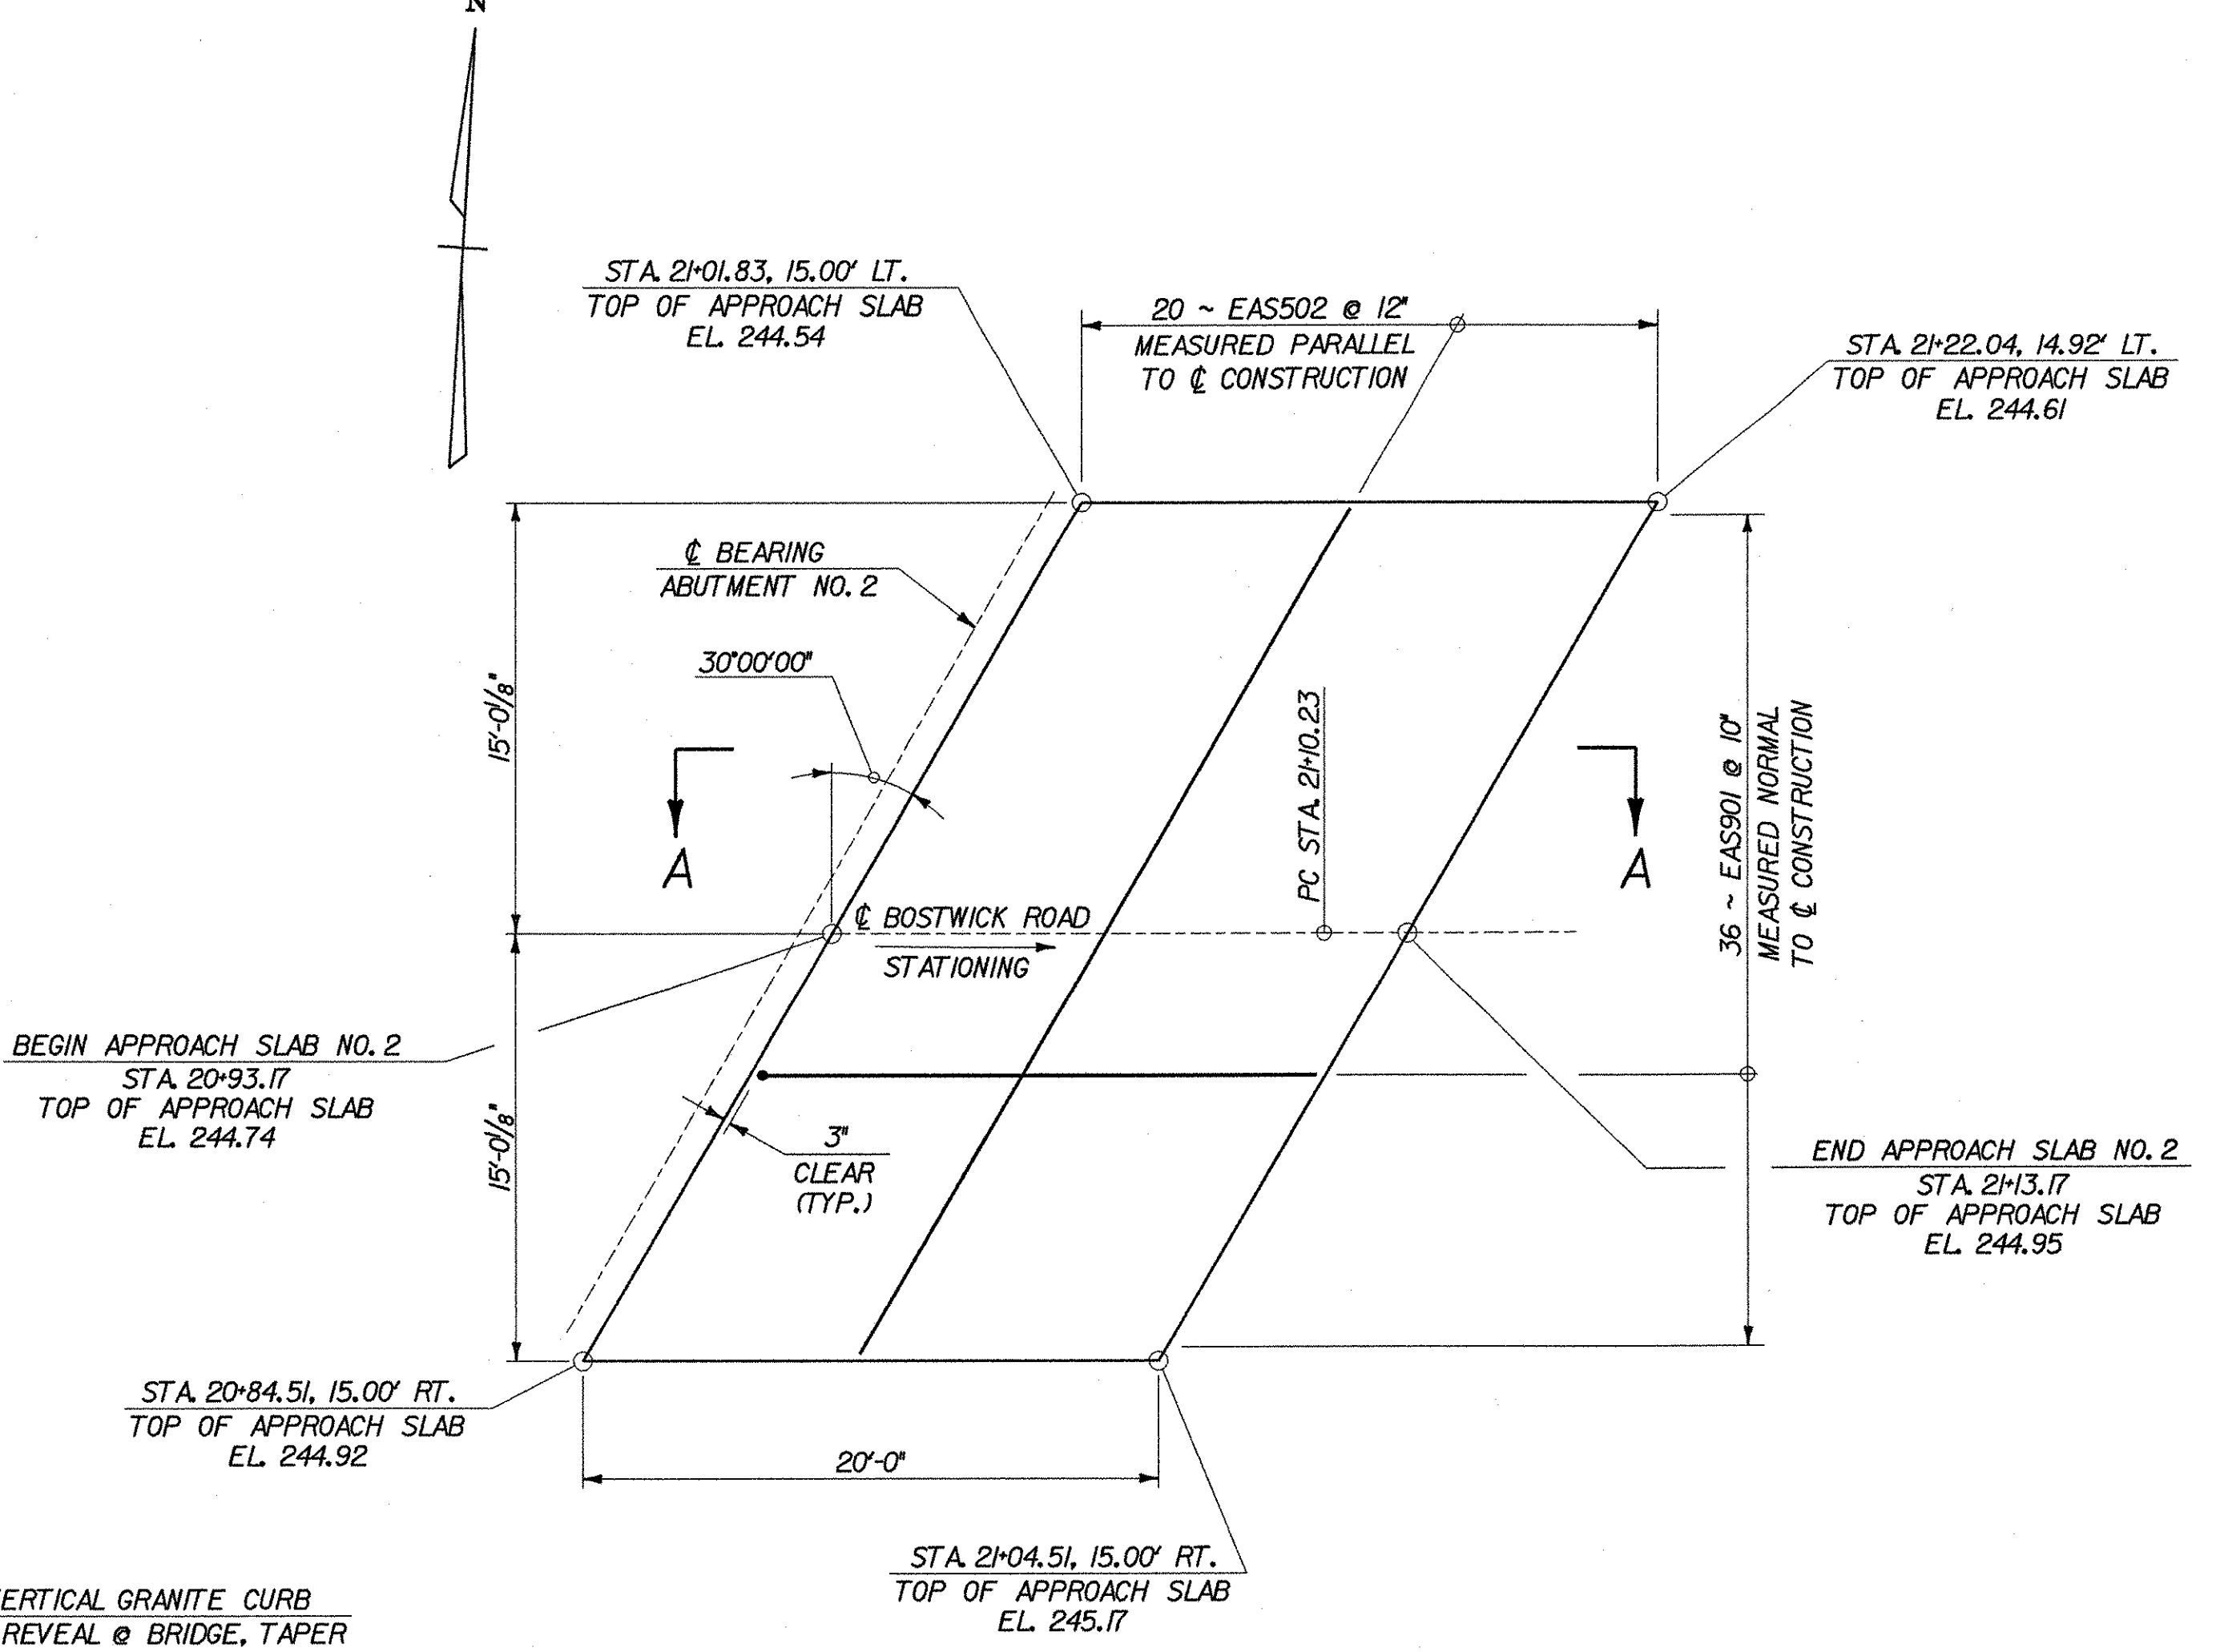 N
STA. 21+01.83, 15.00' LT.
TOP OF APPROACH SLAB
EL. 244.54
20 ~ EAS502 @ 12"
MEASURED PARALLEL
TO ℄ CONSTRUCTION
STA. 21+22.04, 14.92' LT.
TOP OF APPROACH SLAB
EL. 244.61
℄ BEARING
ABUTMENT NO. 2
30°00'00"
15'-0⅛"
PC STA. 21+10.23
36 ~ EAS901 @ 10"
MEASURED NORMAL
TO ℄ CONSTRUCTION
A
A
℄ BOSTWICK ROAD
STATIONING
BEGIN APPROACH SLAB NO. 2
STA. 20+93.17
TOP OF APPROACH SLAB
EL. 244.74
15'-0⅛"
3"
CLEAR
(TYP.)
END APPROACH SLAB NO. 2
STA. 21+13.17
TOP OF APPROACH SLAB
EL. 244.95
STA. 20+84.51, 15.00' RT.
TOP OF APPROACH SLAB
EL. 244.92
20'-0"
STA. 21+04.51, 15.00' RT.
TOP OF APPROACH SLAB
EL. 245.17
ERTICAL GRANITE CURB
REVEAL @ BRIDGE, TAPER